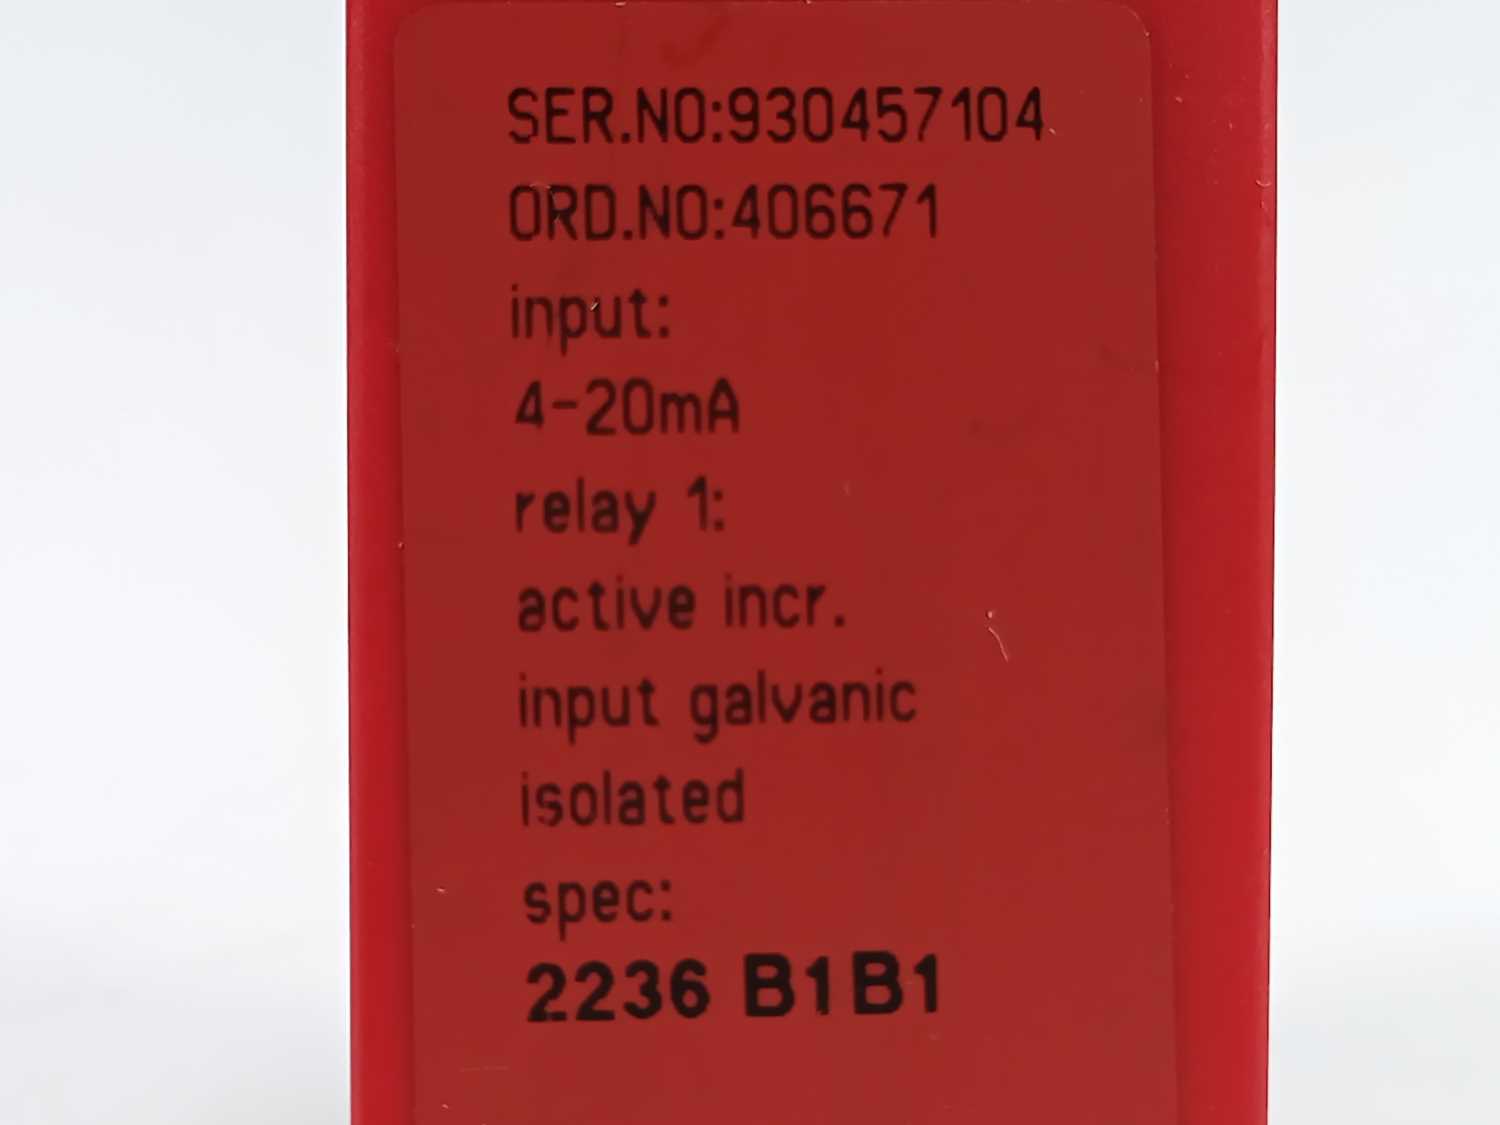 SER.NO:930457104
ORD.NO:406671
input:
4-20mA
relay 1:
active incr.
input galvanic
isolated
spec:
2236 B1B1